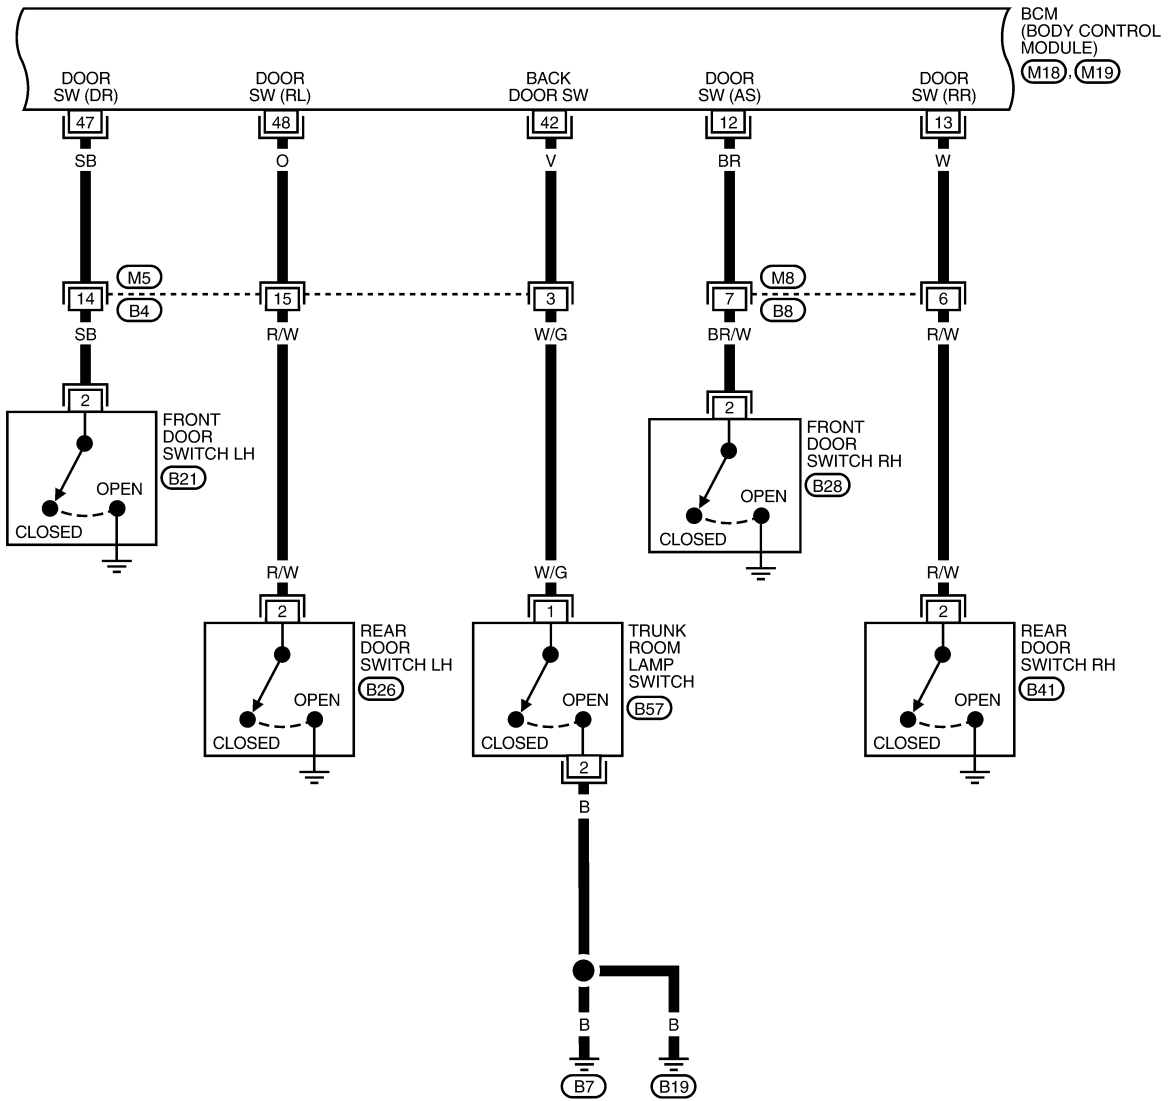 BCM
(BODY CONTROL
MODULE)
M18 , M19
DOOR
SW (DR)
DOOR
SW (RL)
BACK
DOOR SW
DOOR
SW (AS)
DOOR
SW (RR)
47
48
42
12
13
SB
O
V
BR
W
M5
M8
14
15
3
7
6
B4
B8
SB
R/W
W/G
BR/W
R/W
2
FRONT
DOOR
SWITCH LH
B21
OPEN
CLOSED
2
FRONT
DOOR
SWITCH RH
B28
OPEN
CLOSED
R/W
W/G
R/W
2
REAR
DOOR
SWITCH LH
B26
OPEN
CLOSED
1
TRUNK
ROOM
LAMP
SWITCH
B57
OPEN
CLOSED
2
2
REAR
DOOR
SWITCH RH
B41
OPEN
CLOSED
B
B
B
B7
B19